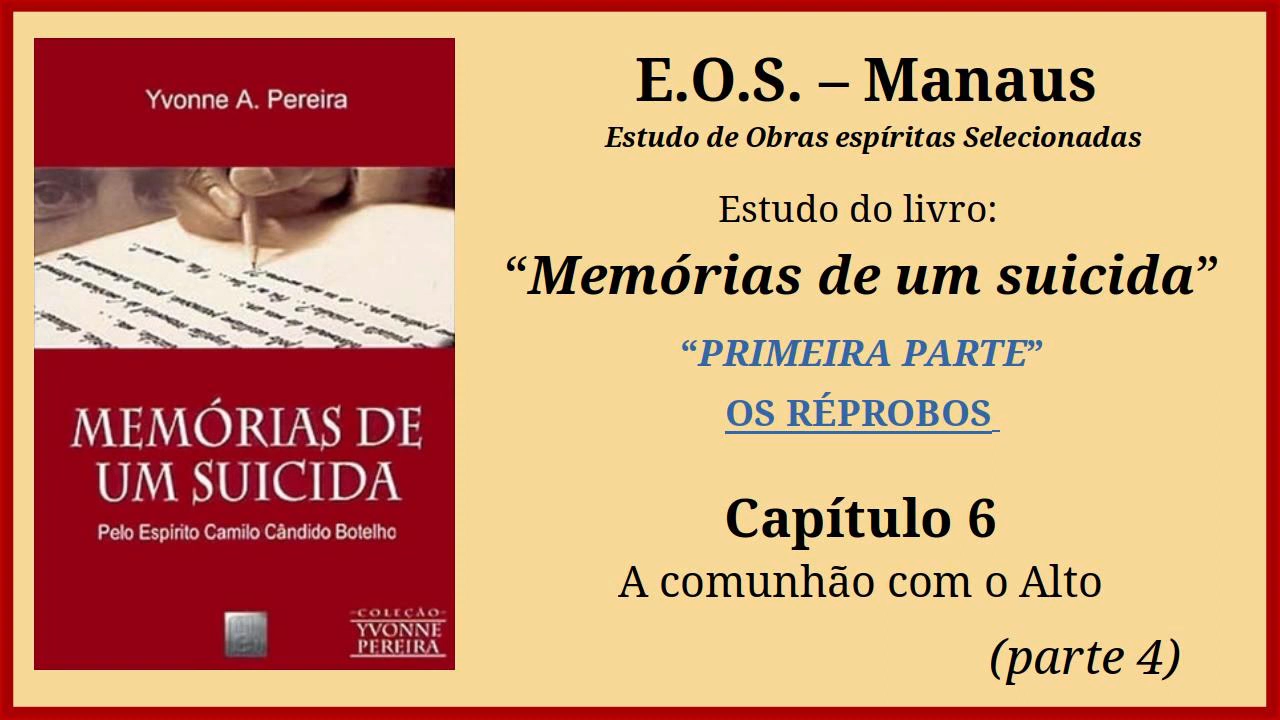 Yvonne A. Pereira
MEMÓRIAS DE
UM SUICIDA
Pelo Espírito Camilo Cândido Botelho
COLEÇÃO
YVONNE
PEREIRA
E.O.S. – Manaus
Estudo de Obras espíritas Selecionadas
Estudo do livro:
“Memórias de um suicida”
“PRIMEIRA PARTE”
OS RÉPROBOS
Capítulo 6
A comunhão com o Alto
(parte 4)